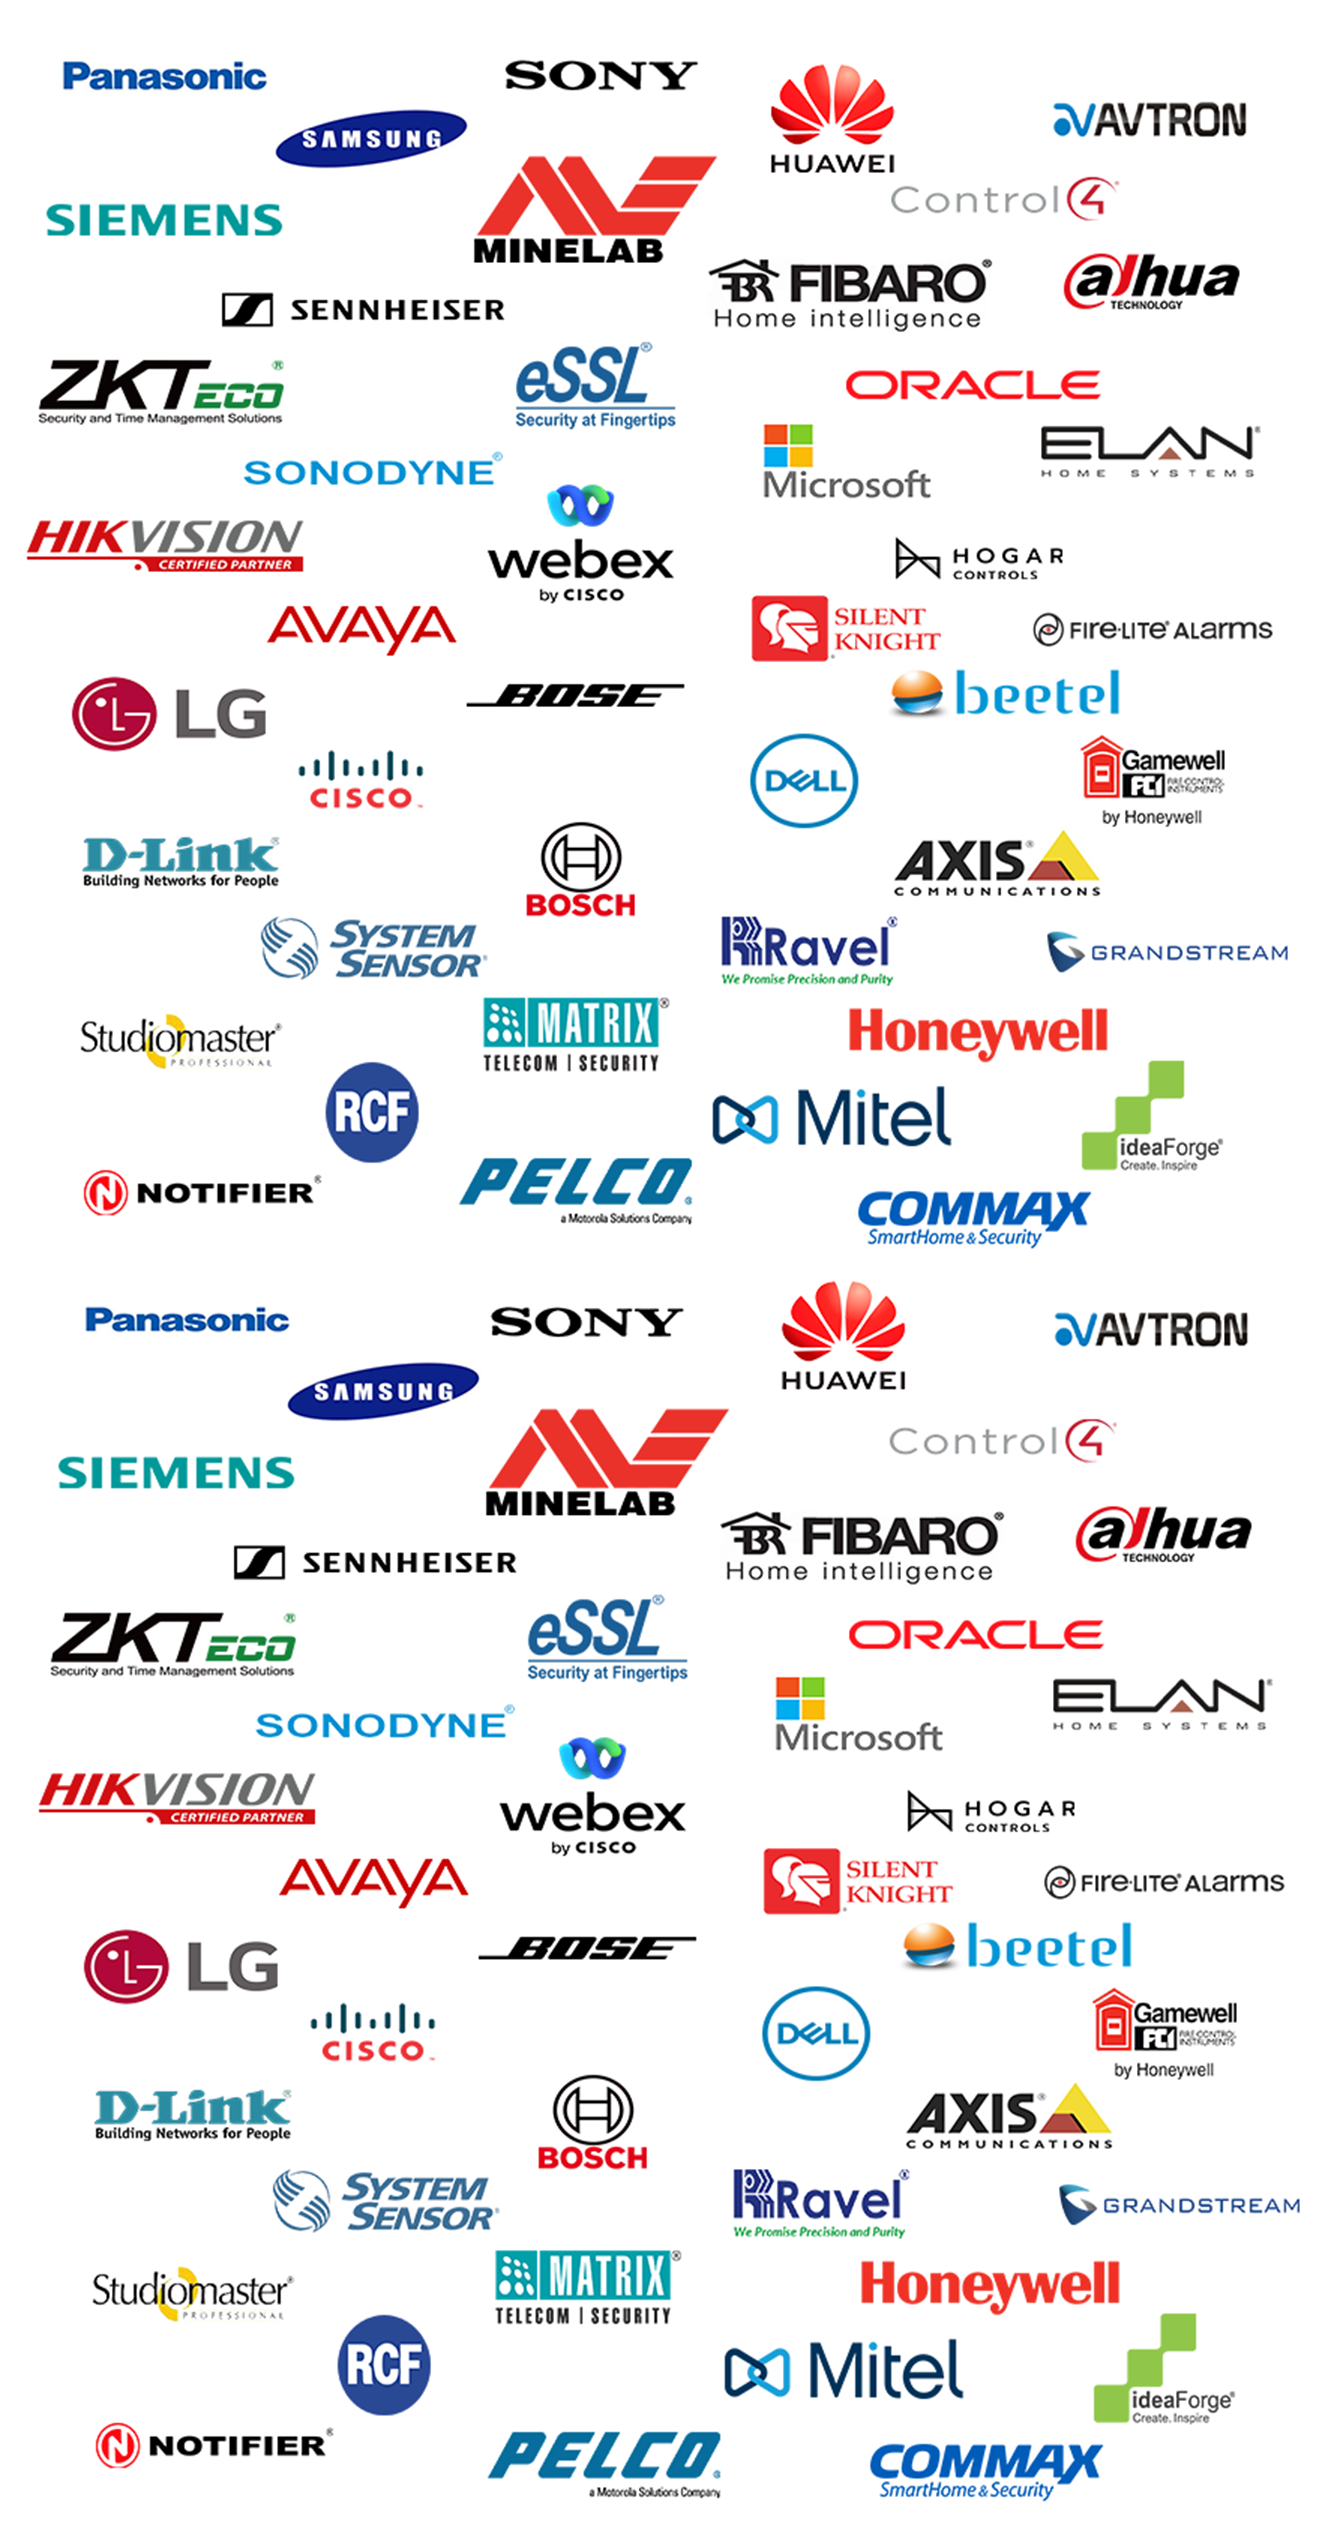 Panasonic
SONY
HUAWEI
AVTRON
SAMSUNG
Control4
SIEMENS
MINELAB
FIBARO®
Home intelligence
alhua
TECHNOLOGY
SENNHEISER
ZKTECO®
Security and Time Management Solutions
eSSL®
Security at Fingertips
ORACLE
SONODYNE®
Microsoft
ELAN®
HOME SYSTEMS
HIKVISION
CERTIFIED PARTNER
webex
by CISCO
HOGAR
CONTROLS
AVAYA
SILENT
KNIGHT®
FIRE-LITE® ALARMS
LG
BOSE
beetel
CISCO™
DELL
Gamewell
FCI FIRE CONTROL
INSTRUMENTS
by Honeywell
D-Link®
Building Networks for People
BOSCH
AXIS®
COMMUNICATIONS
SYSTEM
SENSOR®
Ravel®
We Promise Precision and Purity
GRANDSTREAM
Studiomaster®
PROFESSIONAL
MATRIX®
TELECOM | SECURITY
Honeywell
RCF
Mitel
ideaForge®
Create. Inspire
NOTIFIER®
PELCO®
a Motorola Solutions Company
COMMAX
SmartHome & Security
Panasonic
SONY
HUAWEI
AVTRON
SAMSUNG
Control4
SIEMENS
MINELAB
FIBARO®
Home intelligence
alhua
TECHNOLOGY
SENNHEISER
ZKTECO®
Security and Time Management Solutions
eSSL®
Security at Fingertips
ORACLE
SONODYNE®
Microsoft
ELAN®
HOME SYSTEMS
HIKVISION
CERTIFIED PARTNER
webex
by CISCO
HOGAR
CONTROLS
AVAYA
SILENT
KNIGHT®
FIRE-LITE® ALARMS
LG
BOSE
beetel
CISCO™
DELL
Gamewell
FCI FIRE CONTROL
INSTRUMENTS
by Honeywell
D-Link®
Building Networks for People
BOSCH
AXIS®
COMMUNICATIONS
SYSTEM
SENSOR®
Ravel®
We Promise Precision and Purity
GRANDSTREAM
Studiomaster®
PROFESSIONAL
MATRIX®
TELECOM | SECURITY
Honeywell
RCF
Mitel
ideaForge®
Create. Inspire
NOTIFIER®
PELCO®
a Motorola Solutions Company
COMMAX
SmartHome & Security